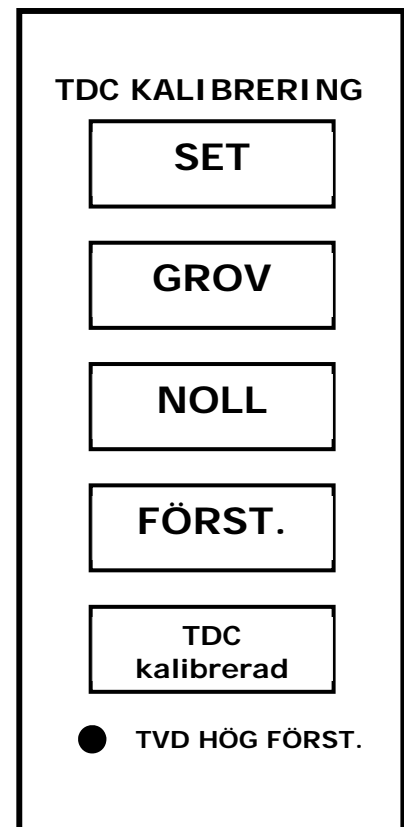 TDC KALIBRERING
SET
GROV
NOLL
FÖRST.
TDC
kalibrerad
TVD HÖG FÖRST.